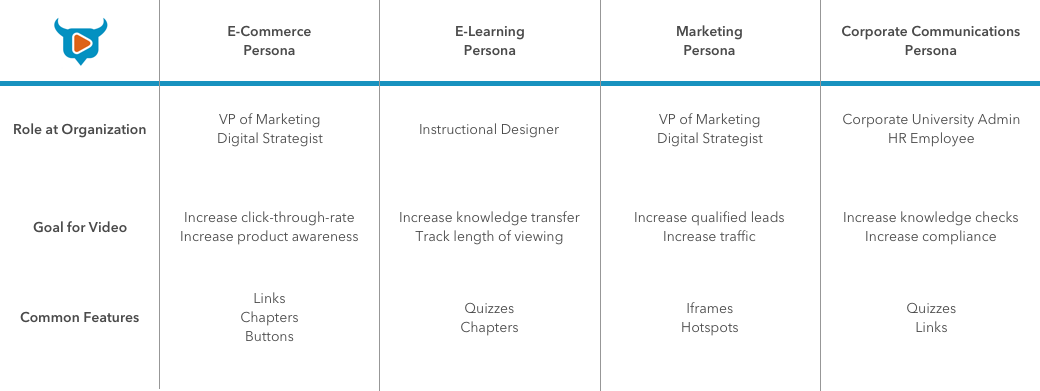 E-Commerce
Persona
E-Learning
Persona
Marketing
Persona
Corporate Communications
Persona
Role at Organization
VP of Marketing
Digital Strategist
Instructional Designer
VP of Marketing
Digital Strategist
Corporate University Admin
HR Employee
Goal for Video
Increase click-through-rate
Increase product awareness
Increase knowledge transfer
Track length of viewing
Increase qualified leads
Increase traffic
Increase knowledge checks
Increase compliance
Common Features
Links
Chapters
Buttons
Quizzes
Chapters
Iframes
Hotspots
Quizzes
Links